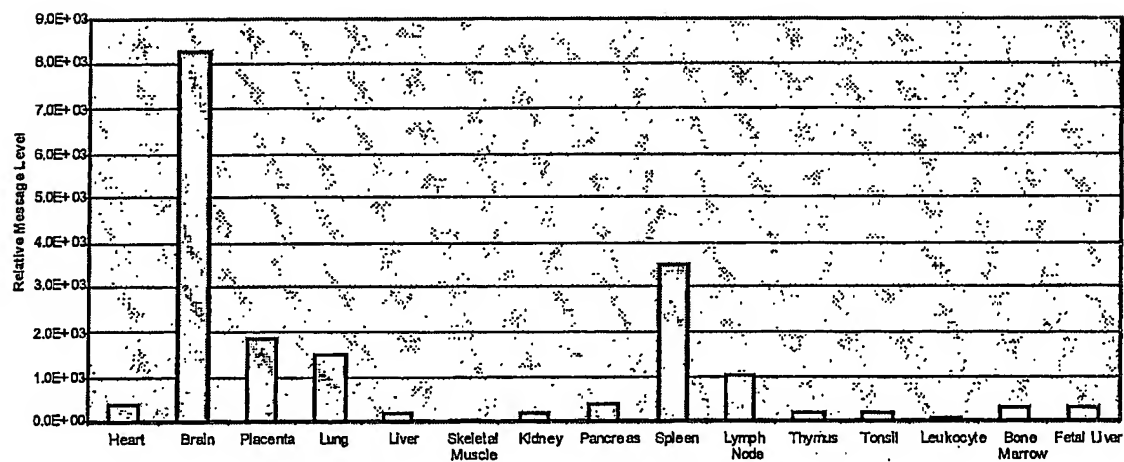 Relative Message Level
9.0E+03
8.0E+03
7.0E+03
6.0E+03
5.0E+03
4.0E+03
3.0E+03
2.0E+03
1.0E+03
0.0E+00
Heart Brain Placenta Lung Liver Skeletal Kidney Pancreas Spleen Lymph Thymus Tonsil Leukocyte Bone Fetal Liver
Muscle Node Marrow